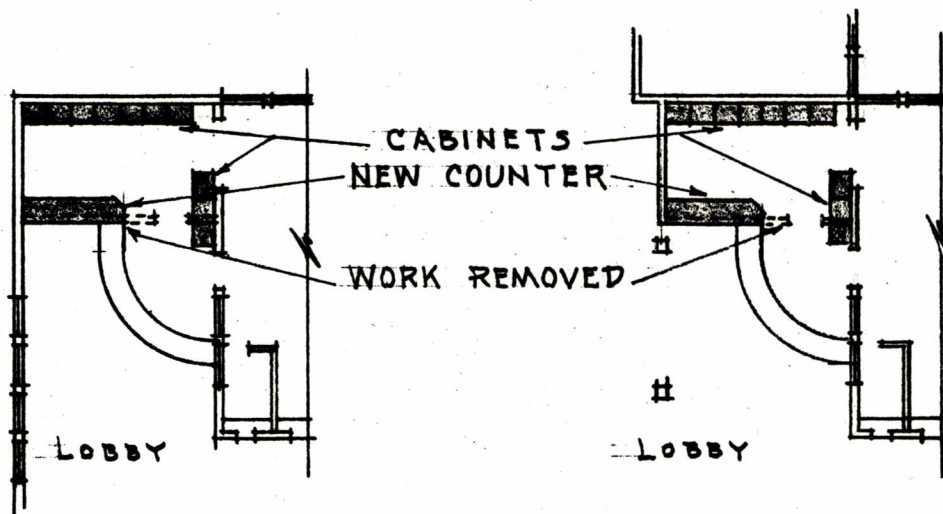 CABINETS
NEW COUNTER
WORK REMOVED
LOBBY
LOBBY